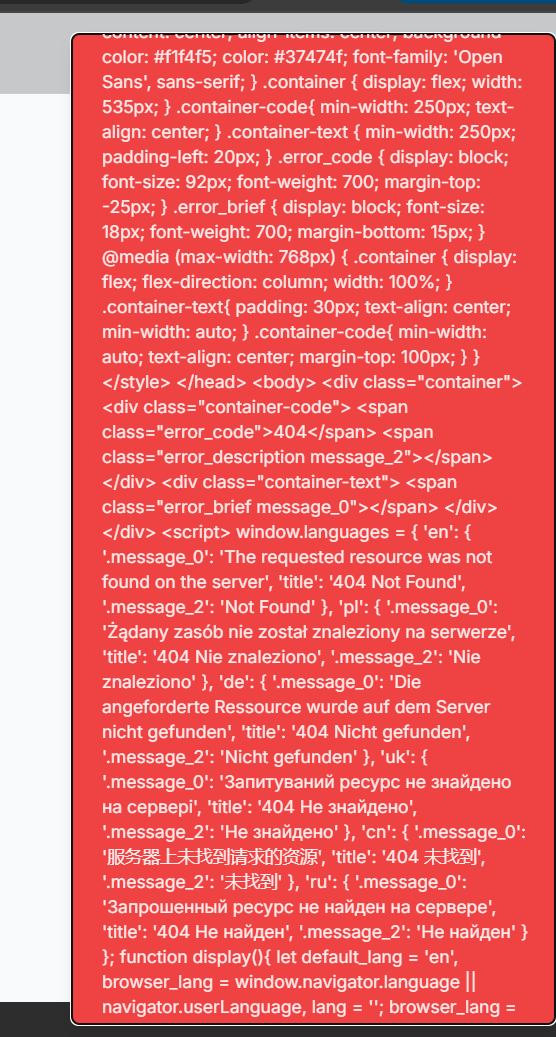 content: center; align-items: center; background-
color: #f1f4f5; color: #37474f; font-family: 'Open
Sans', sans-serif; } .container { display: flex; width:
535px; } .container-code{ min-width: 250px; text-
align: center; } .container-text { min-width: 250px;
padding-left: 20px; } .error_code { display: block;
font-size: 92px; font-weight: 700; margin-top:
-25px; } .error_brief { display: block; font-size:
18px; font-weight: 700; margin-bottom: 15px; }
@media (max-width: 768px) { .container { display:
flex; flex-direction: column; width: 100%; }
.container-text{ padding: 30px; text-align: center;
min-width: auto; } .container-code{ min-width:
auto; text-align: center; margin-top: 100px; } }
</style> </head> <body> <div class="container">
<div class="container-code"> <span
class="error_code">404</span> <span
class="error_description message_2"></span>
</div> <div class="container-text"> <span
class="error_brief message_0"></span> </div>
</div> <script> window.languages = { 'en': {
'.message_0': 'The requested resource was not
found on the server', 'title': '404 Not Found',
'.message_2': 'Not Found' }, 'pl': { '.message_0':
'Żądany zasób nie został znaleziony na serwerze',
'title': '404 Nie znaleziono', '.message_2': 'Nie
znaleziono' }, 'de': { '.message_0': 'Die
angeforderte Ressource wurde auf dem Server
nicht gefunden', 'title': '404 Nicht gefunden',
'.message_2': 'Nicht gefunden' }, 'uk': {
'.message_0': 'Запитуваний ресурс не знайдено
на сервері', 'title': '404 Не знайдено',
'.message_2': 'Не знайдено' }, 'cn': { '.message_0':
'服务器上未找到请求的资源', 'title': '404 未找到',
'.message_2': '未找到' }, 'ru': { '.message_0':
'Запрошенный ресурс не найден на сервере',
'title': '404 Не найден', '.message_2': 'Не найден' }
}; function display(){ let default_lang = 'en',
browser_lang = window.navigator.language ||
navigator.userLanguage, lang = ''; browser_lang =